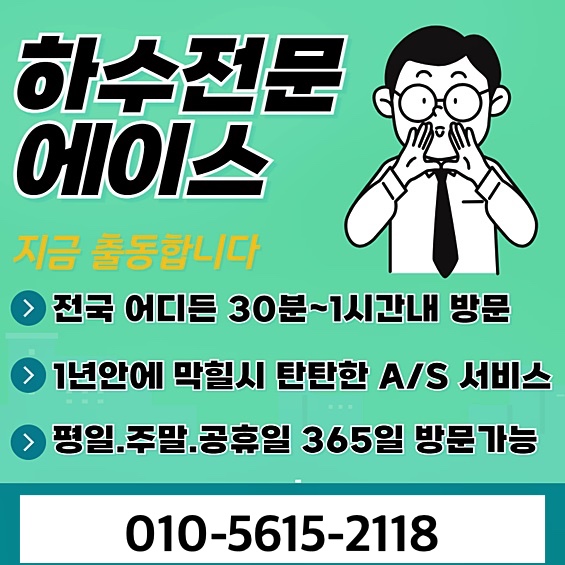 하수전문
에이스
지금 출동합니다
전국 어디든 30분~1시간내 방문
1년안에 막힐시 탄탄한 A/S 서비스
평일.주말.공휴일 365일 방문가능
010-5615-2118